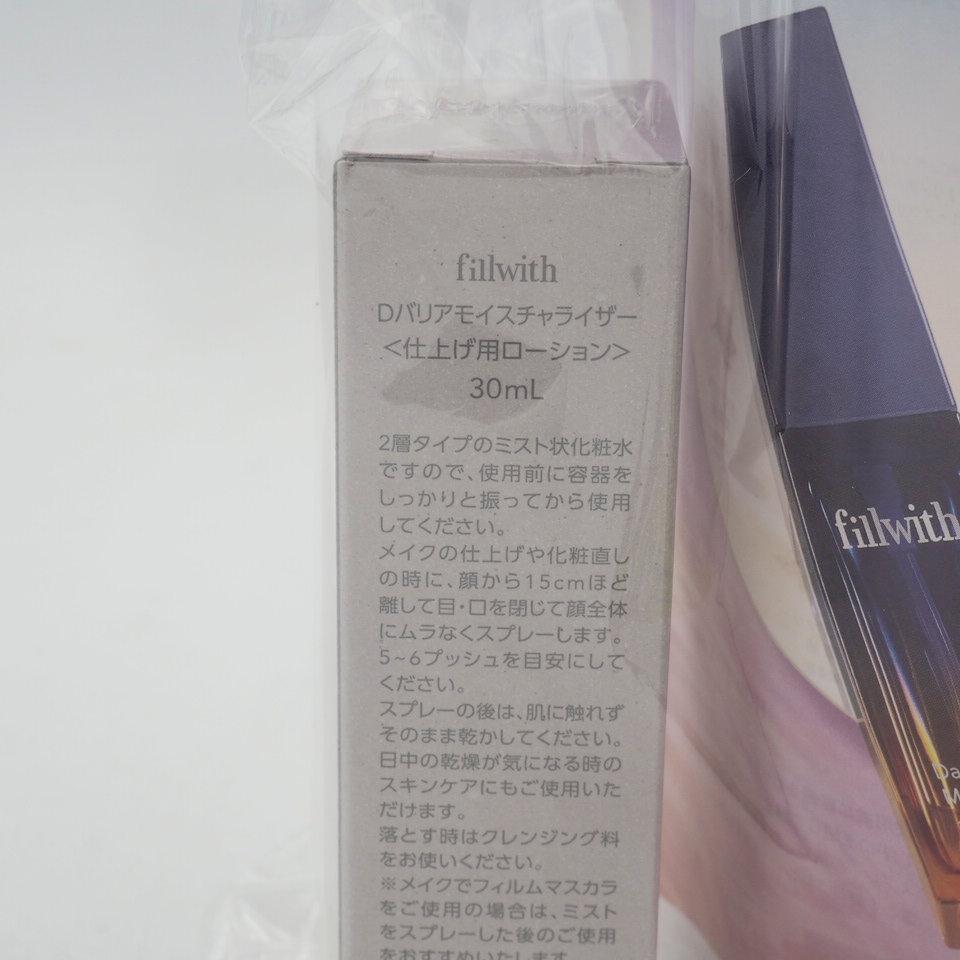 fillwith
Dバリアモイスチャライザー
＜仕上げ用ローション＞
30mL
2層タイプのミスト状化粧水
ですので、使用前に容器を
しっかりと振ってから使用
してください。
メイクの仕上げや化粧直し
の時に、顔から15cmほど
離して目・口を閉じて顔全体
にムラなくスプレーします。
5~6プッシュを目安にして
ください。
スプレーの後は、肌に触れず
そのまま乾かしてください。
日中の乾燥が気になる時の
スキンケアにもご使用いた
だけます。
落とす時はクレンジング料
をお使いください。
※メイクでフィルムマスカラ
をご使用の場合は、ミスト
をスプレーした後のご使用
をおすすめいたします。
fillwith